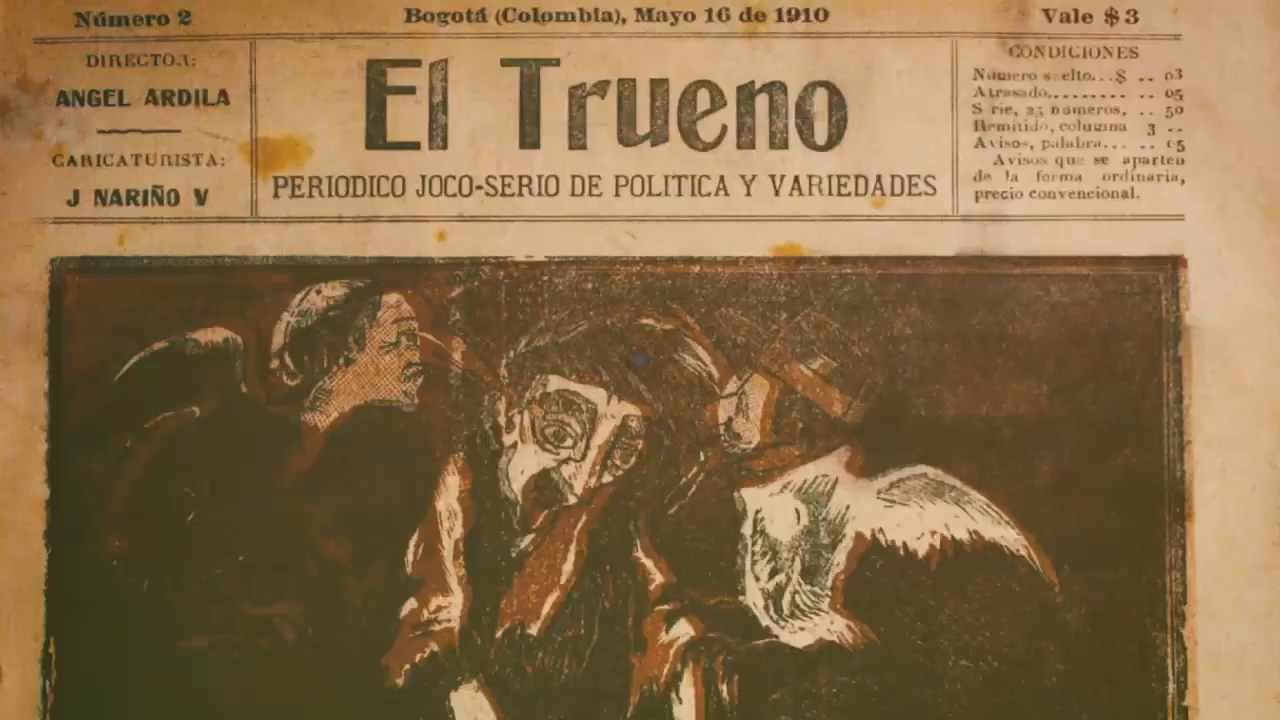 Número 2
Bogotá (Colombia), Mayo 16 de 1910
Vale $ 3
DIRECTOR:
ANGEL ARDILA
CARICATURISTA:
J NARIÑO V
El Trueno
PERIODICO JOCO-SERIO DE POLITICA Y VARIEDADES
CONDICIONES
Número suelto...$ .. 03
Atrasado......... .. 05
Serie, 25 números, .. 50
Remitido, columna 3 ..
Avisos, palabra... .. 05
Avisos que se aparten
de la forma ordinaria,
precio convencional.